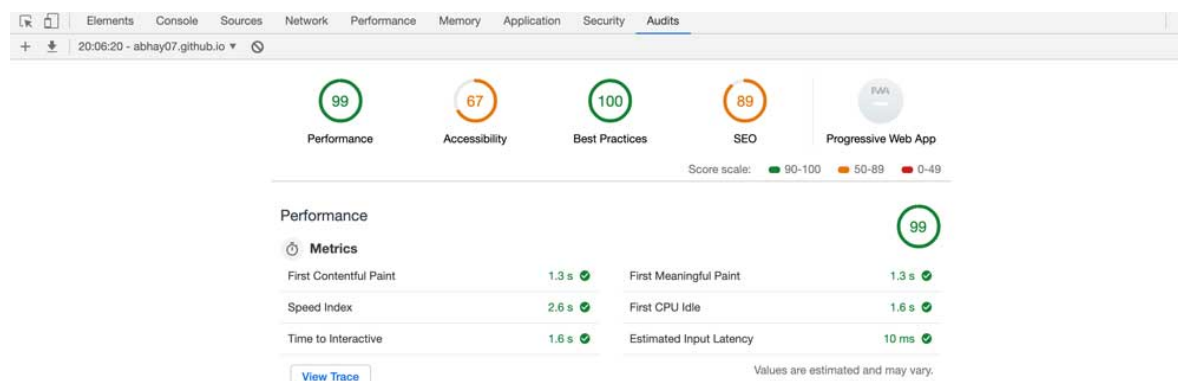 Elements Console Sources Network Performance Memory Application Security Audits
20:06:20 - abhay07.github.io
99 67 100 89 PWA
Performance Accessibility Best Practices SEO Progressive Web App
Score scale: 90-100 50-89 0-49
Performance 99
Metrics
First Contentful Paint 1.3 s First Meaningful Paint 1.3 s
Speed Index 2.6 s First CPU Idle 1.6 s
Time to Interactive 1.6 s Estimated Input Latency 10 ms
View Trace Values are estimated and may vary.